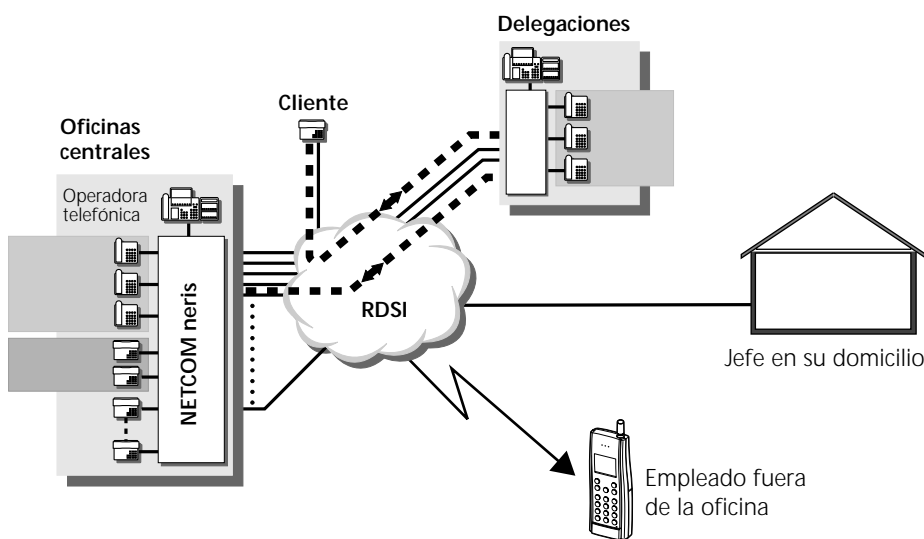 Delegaciones
Cliente
Oficinas
centrales
Operadora
telefónica
NETCOM neris
RDSI
Jefe en su domicilio
Empleado fuera
de la oficina